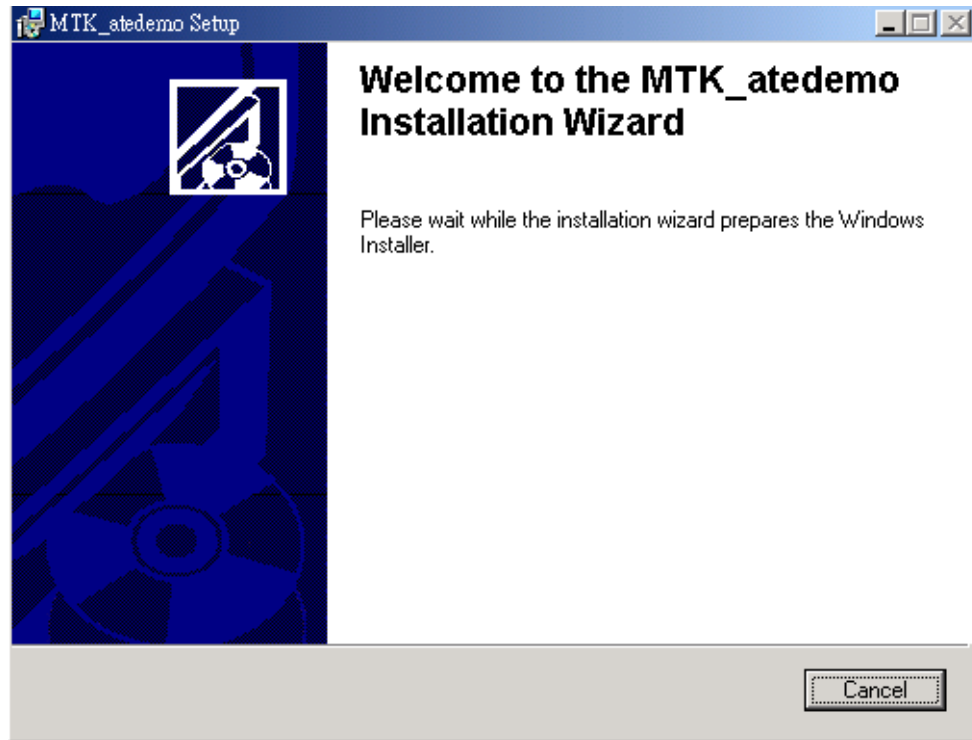 MTK_atedemo Setup
Welcome to the MTK_atedemo
Installation Wizard
Please wait while the installation wizard prepares the Windows
Installer.
Cancel